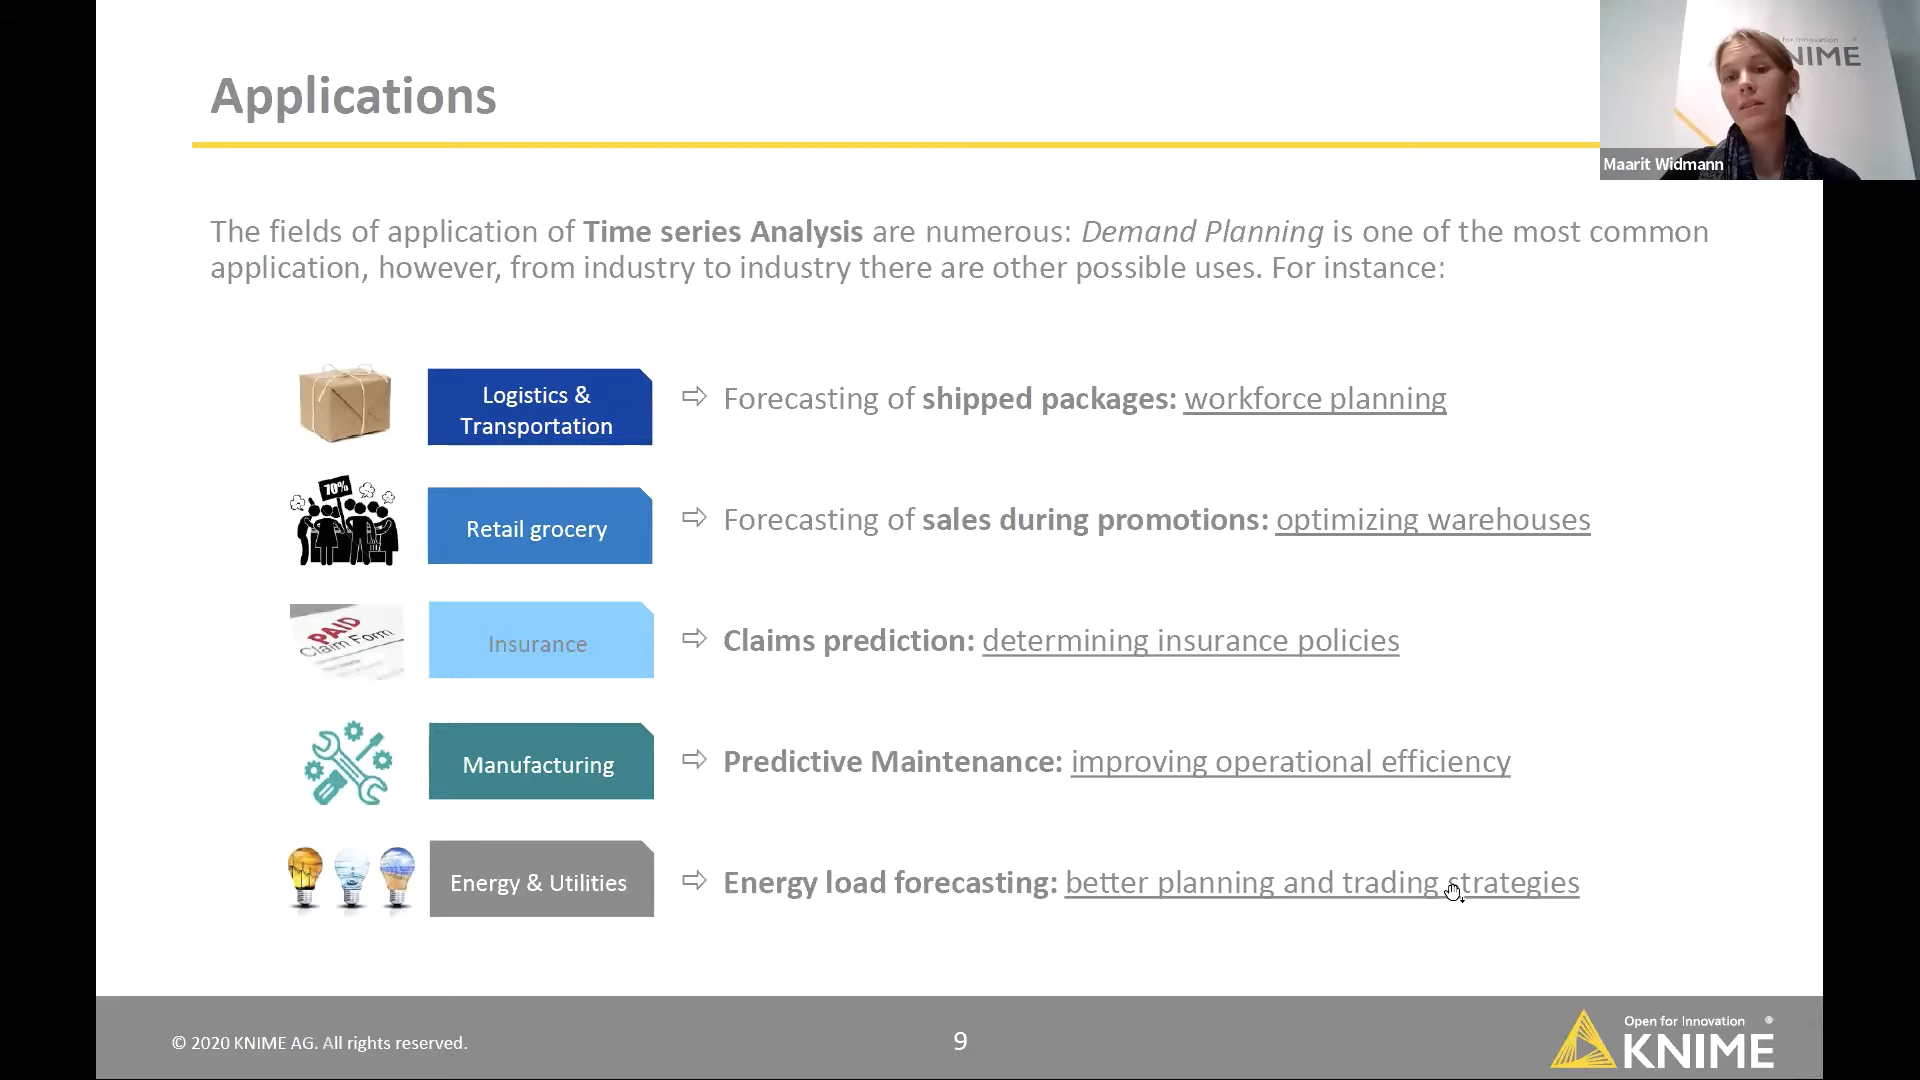 Applications
for Innovation
NIME
Maarit Widmann
The fields of application of Time series Analysis are numerous: Demand Planning is one of the most common
application, however, from industry to industry there are other possible uses. For instance:
Logistics &
Transportation
⇨ Forecasting of shipped packages: workforce planning
70%
Retail grocery
⇨ Forecasting of sales during promotions: optimizing warehouses
PAID
Claim Form
Insurance
⇨ Claims prediction: determining insurance policies
Manufacturing
⇨ Predictive Maintenance: improving operational efficiency
Energy & Utilities
⇨ Energy load forecasting: better planning and trading strategies
© 2020 KNIME AG. All rights reserved.
9
Open for Innovation ®
KNIME